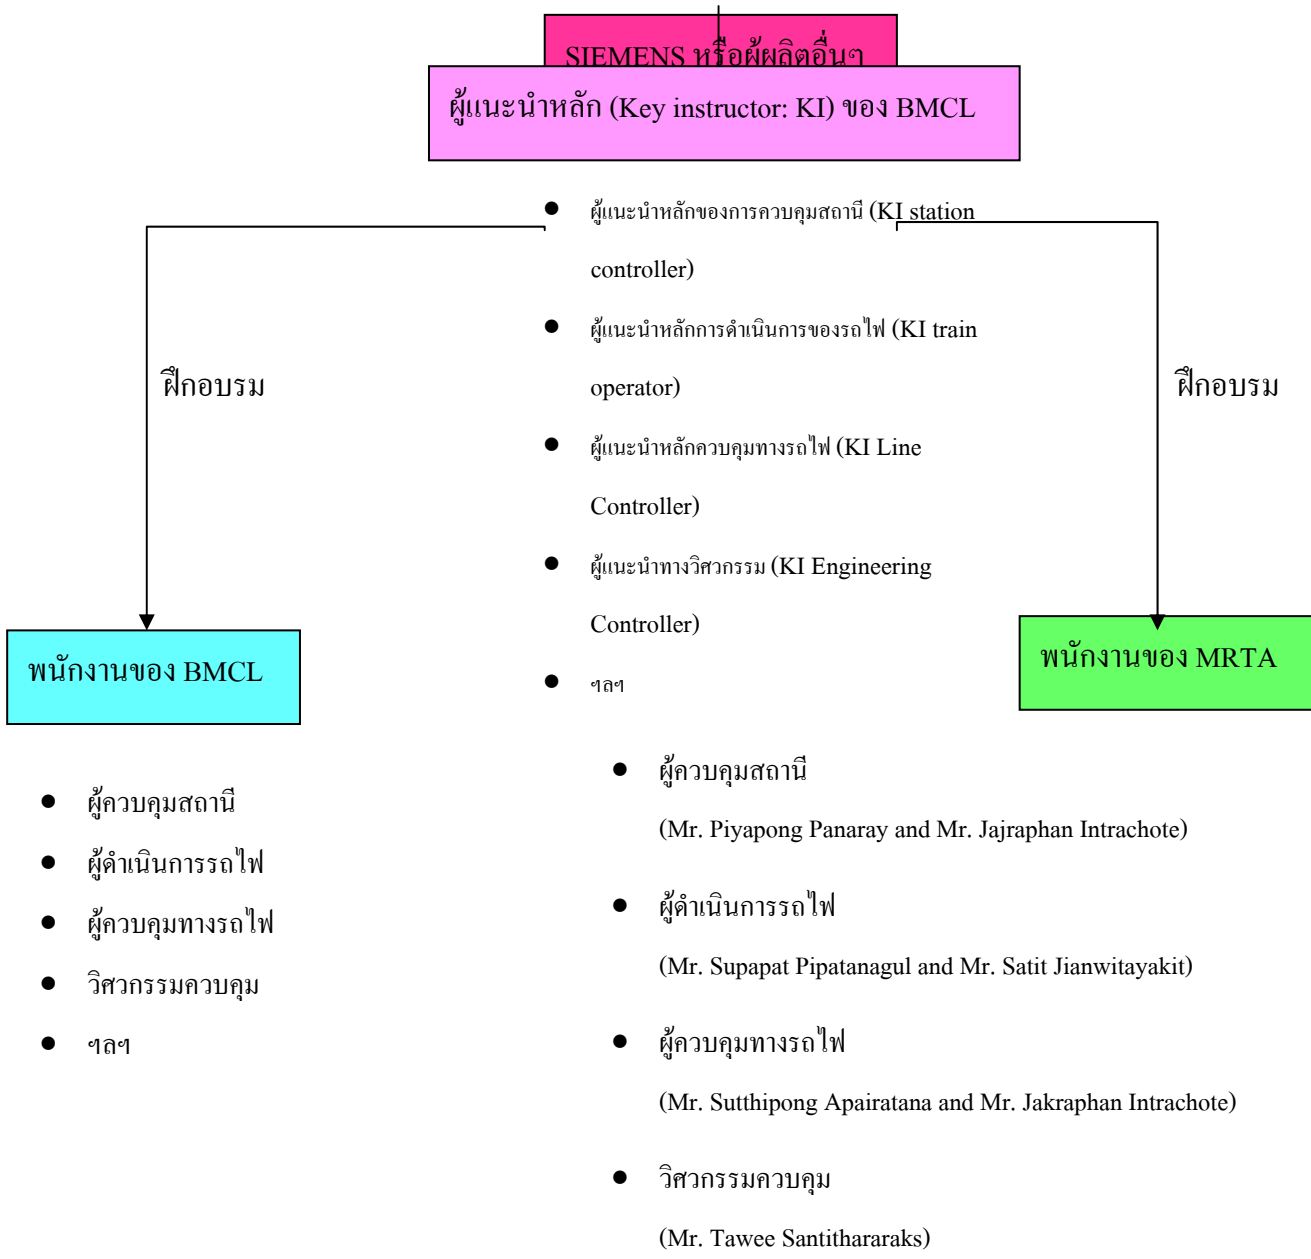 SIEMENS หรือผู้ผลิตอื่นๆ
ผู้แนะนำหลัก (Key instructor: KI) ของ BMCL
● ผู้แนะนำหลักของการควบคุมสถานี (KI station
controller)
● ผู้แนะนำหลักการดำเนินการของรถไฟ (KI train
operator)
● ผู้แนะนำหลักควบคุมทางรถไฟ (KI Line
Controller)
● ผู้แนะนำทางวิศวกรรม (KI Engineering
Controller)
● ฯลฯ
ฝึกอบรม
ฝึกอบรม
พนักงานของ BMCL
● ผู้ควบคุมสถานี
● ผู้ดำเนินการรถไฟ
● ผู้ควบคุมทางรถไฟ
● วิศวกรรมควบคุม
● ฯลฯ
พนักงานของ MRTA
● ผู้ควบคุมสถานี
(Mr. Piyapong Panaray and Mr. Jajraphan Intrachote)
● ผู้ดำเนินการรถไฟ
(Mr. Supapat Pipatanagul and Mr. Satit Jianwitayakit)
● ผู้ควบคุมทางรถไฟ
(Mr. Sutthipong Apairatana and Mr. Jakraphan Intrachote)
● วิศวกรรมควบคุม
(Mr. Tawee Santithararaks)